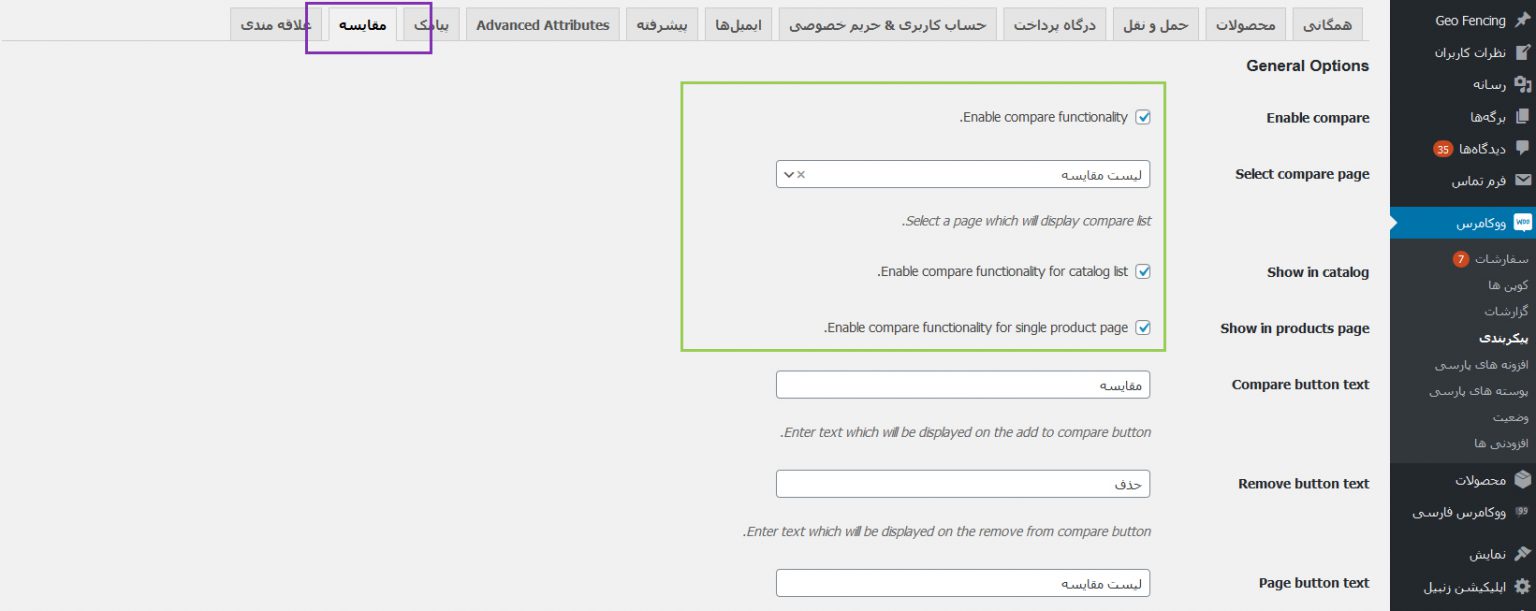 همگانی
محصولات
حمل و نقل
درگاه پرداخت
حساب کاربری & حریم خصوصی
ایمیل‌ها
پیشرفته
Advanced Attributes
پیامک
مقایسه
علاقه مندی
General Options
Enable compare
Enable compare functionality.
Select compare page
لیست مقایسه
Select a page which will display compare list.
Show in catalog
Enable compare functionality for catalog list.
Show in products page
Enable compare functionality for single product page.
Compare button text
مقایسه
Enter text which will be displayed on the add to compare button.
Remove button text
حذف
Enter text which will be displayed on the remove from compare button.
Page button text
لیست مقایسه
Geo Fencing
نظرات کاربران
رسانه
برگه‌ها
دیدگاه‌ها 35
فرم تماس
ووکامرس
سفارشات 7
کوپن ها
گزارشات
پیکربندی
افزونه های پارسی
پوسته های پارسی
وضعیت
افزودنی ها
محصولات
ووکامرس فارسی
نمایش
اپلیکیشن زنبیل